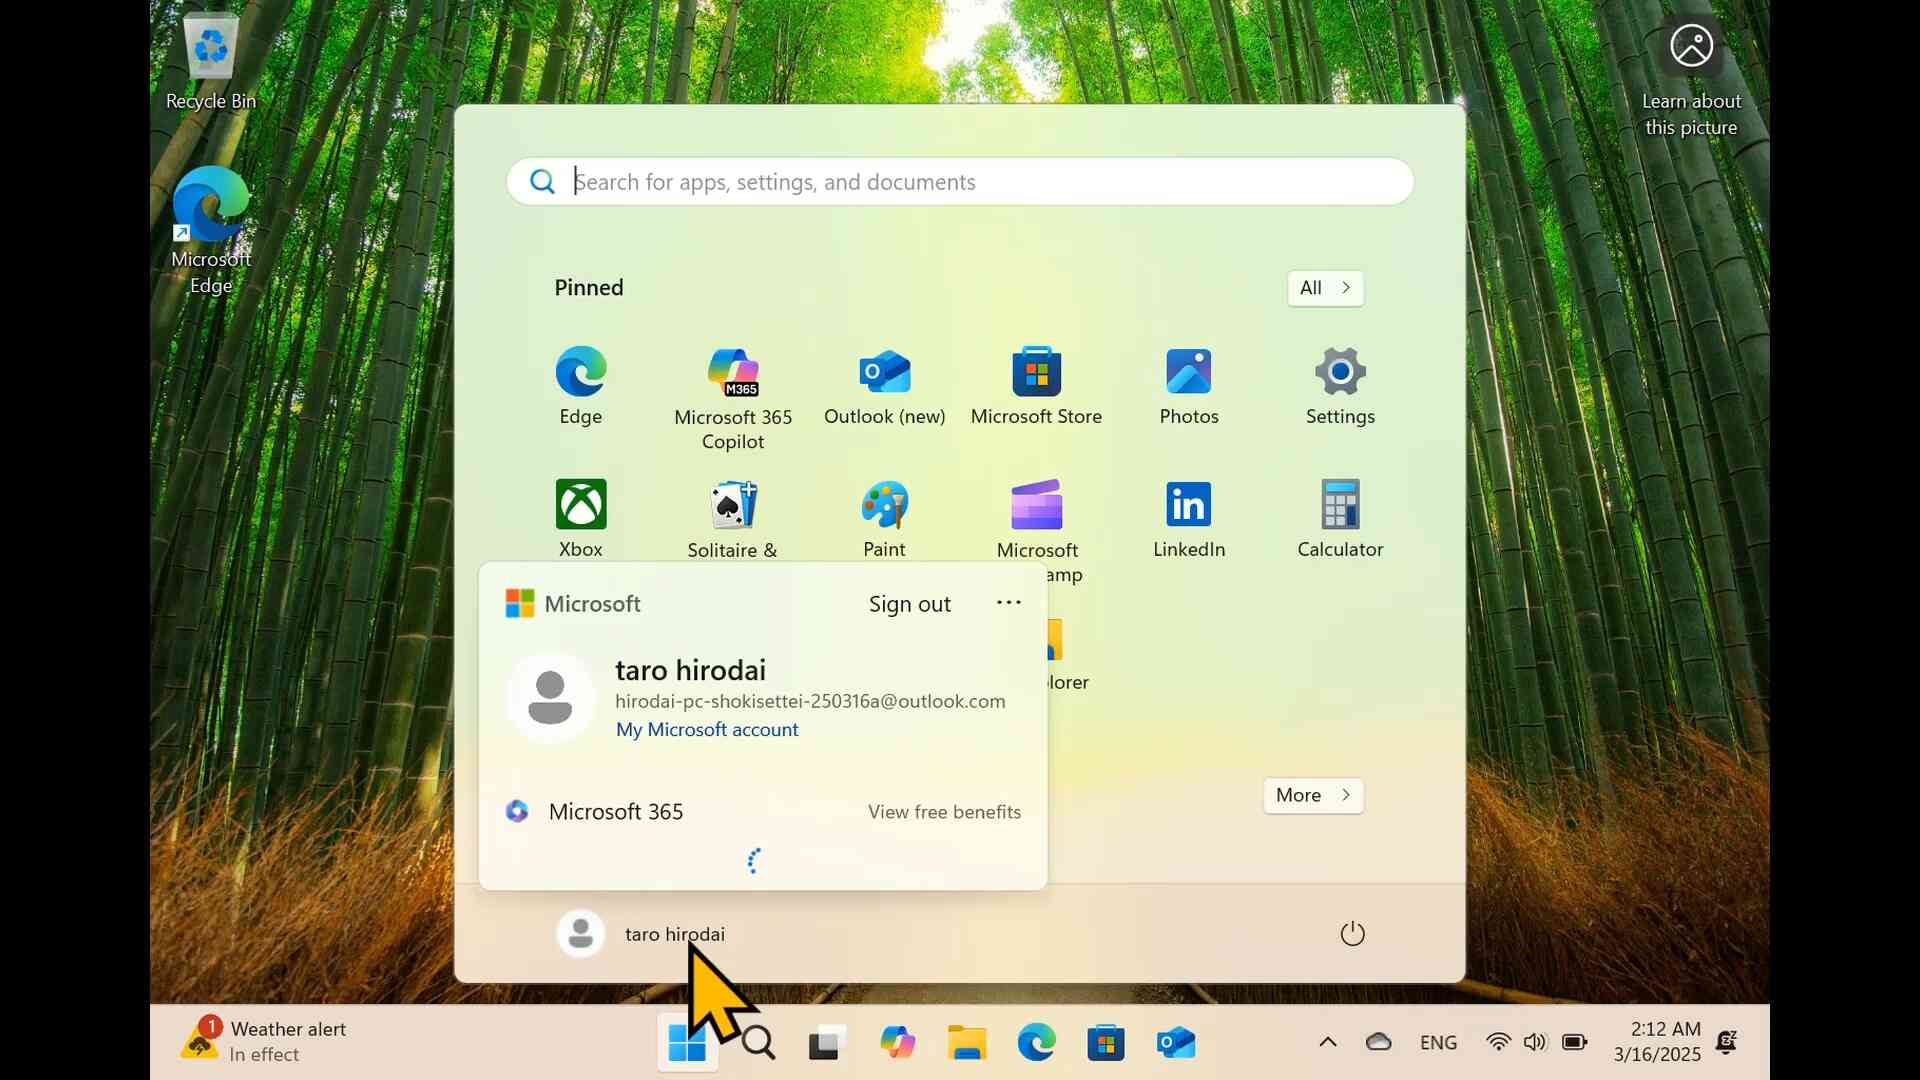 Recycle Bin
Learn about
this picture
Microsoft
Edge
Search for apps, settings, and documents
Pinned
All
Edge
M365
Microsoft 365
Copilot
Outlook (new)
Microsoft Store
Photos
Settings
Xbox
Solitaire &
Paint
Microsoft
amp
LinkedIn
Calculator
lorer
Microsoft
Sign out
taro hirodai
hirodai-pc-shokisettei-250316a@outlook.com
My Microsoft account
Microsoft 365
View free benefits
More
taro hirodai
1
Weather alert
In effect
ENG
2:12 AM
3/16/2025